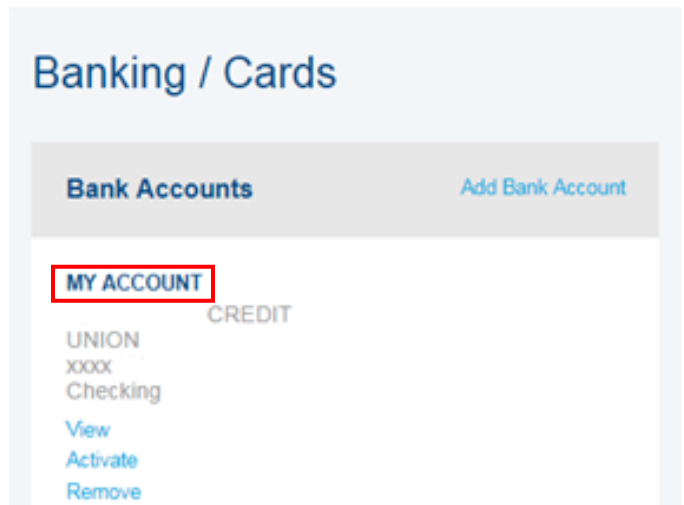 Banking / Cards
Bank Accounts Add Bank Account
MY ACCOUNT
CREDIT
UNION
xxxx
Checking
View
Activate
Remove